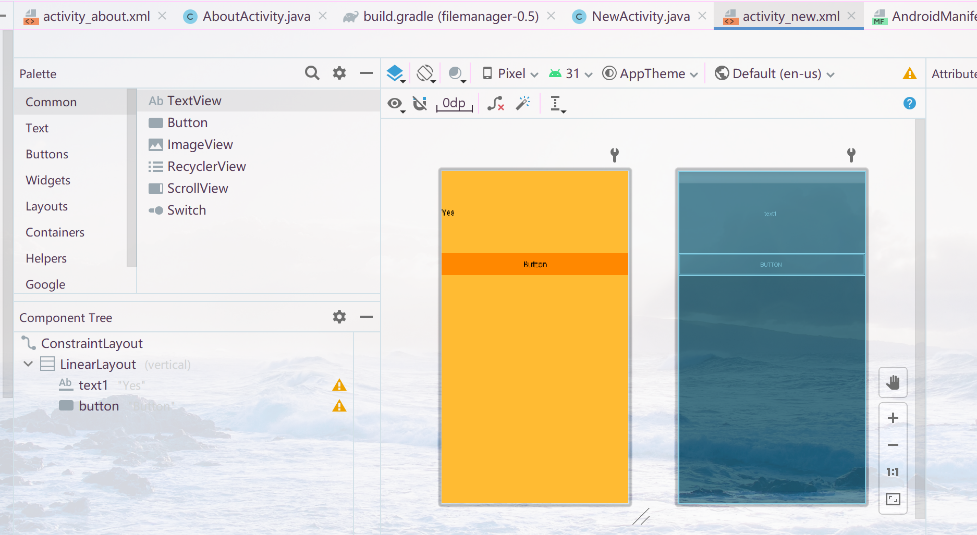 activity_about.xml AboutActivity.java build.gradle (filemanager-0.5) NewActivity.java activity_new.xml AndroidManife
Palette
Pixel 31 AppTheme Default (en-us) Attribute
Common
Text
Buttons
Widgets
Layouts
Containers
Helpers
Google
Ab TextView
Button
ImageView
RecyclerView
ScrollView
Switch
0dp
Yes
Button
text1
BUTTON
Component Tree
ConstraintLayout
LinearLayout (vertical)
Ab text1 "Yes"
button "Button"
1:1